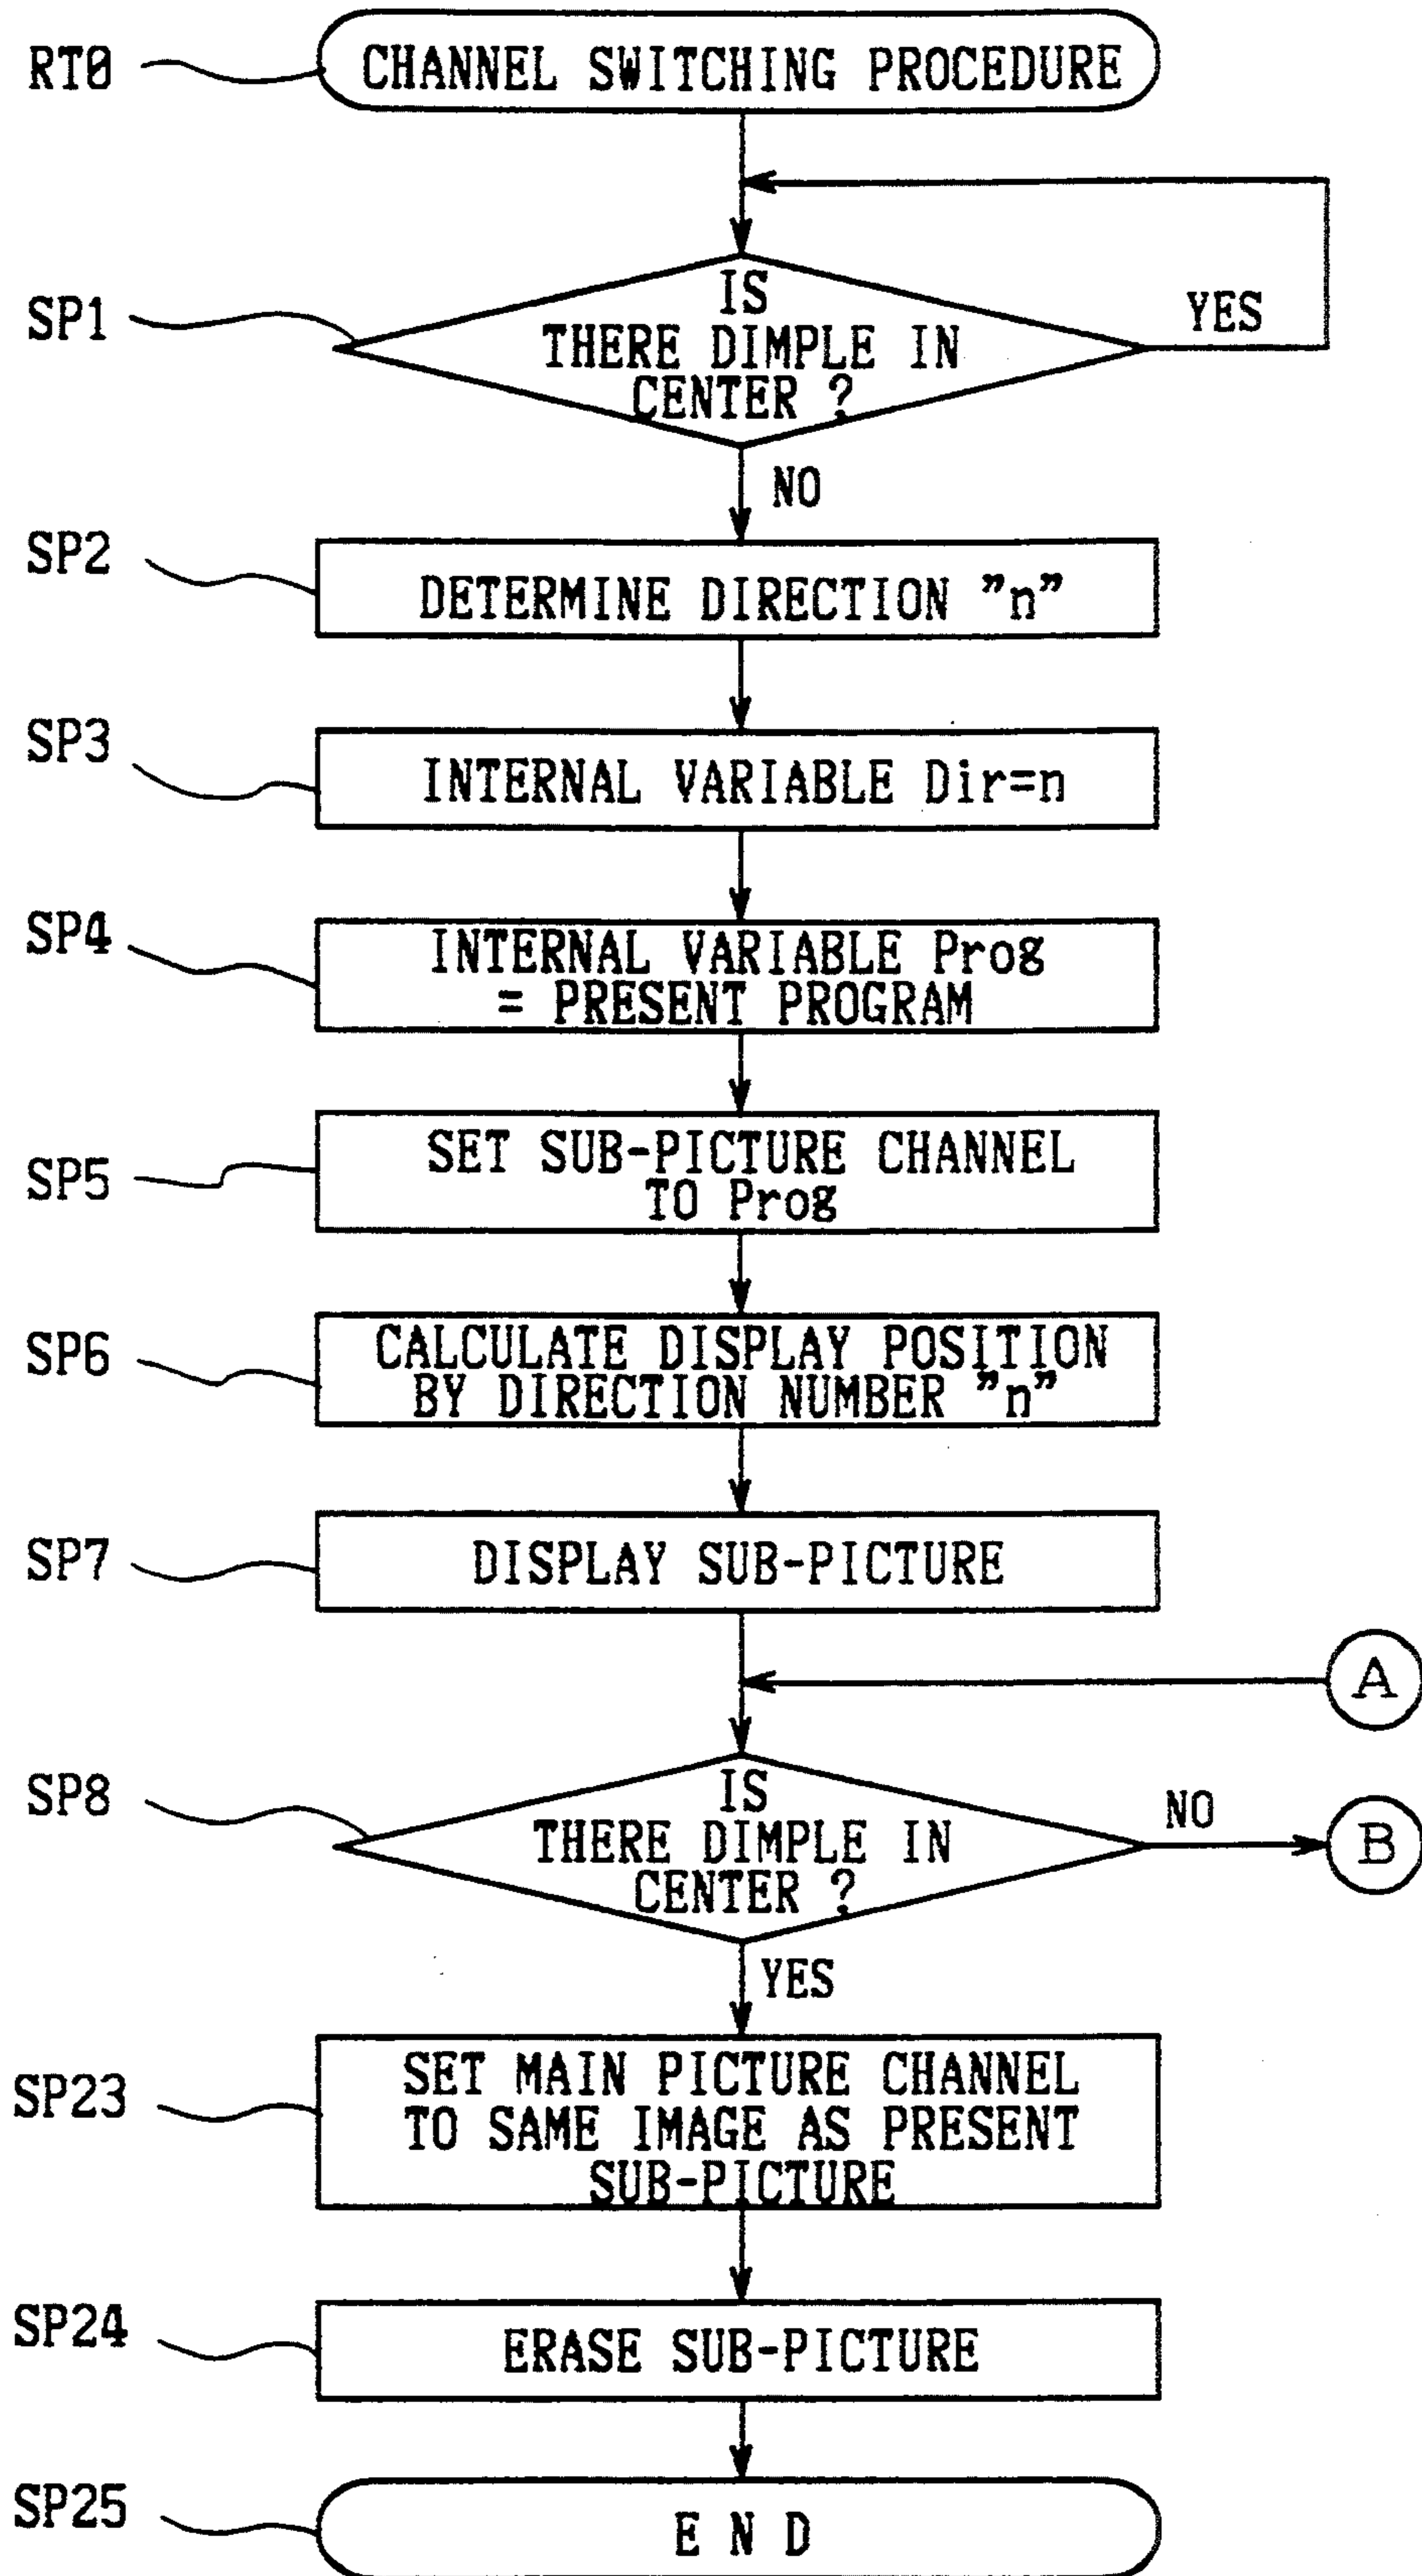 RT0
CHANNEL SWITCHING PROCEDURE
SP1
IS
THERE DIMPLE IN
CENTER ?
YES
NO
SP2
DETERMINE DIRECTION "n"
SP3
INTERNAL VARIABLE Dir=n
SP4
INTERNAL VARIABLE Prog
= PRESENT PROGRAM
SP5
SET SUB-PICTURE CHANNEL
TO Prog
SP6
CALCULATE DISPLAY POSITION
BY DIRECTION NUMBER "n"
SP7
DISPLAY SUB-PICTURE
A
SP8
IS
THERE DIMPLE IN
CENTER ?
NO
B
YES
SP23
SET MAIN PICTURE CHANNEL
TO SAME IMAGE AS PRESENT
SUB-PICTURE
SP24
ERASE SUB-PICTURE
SP25
E N D